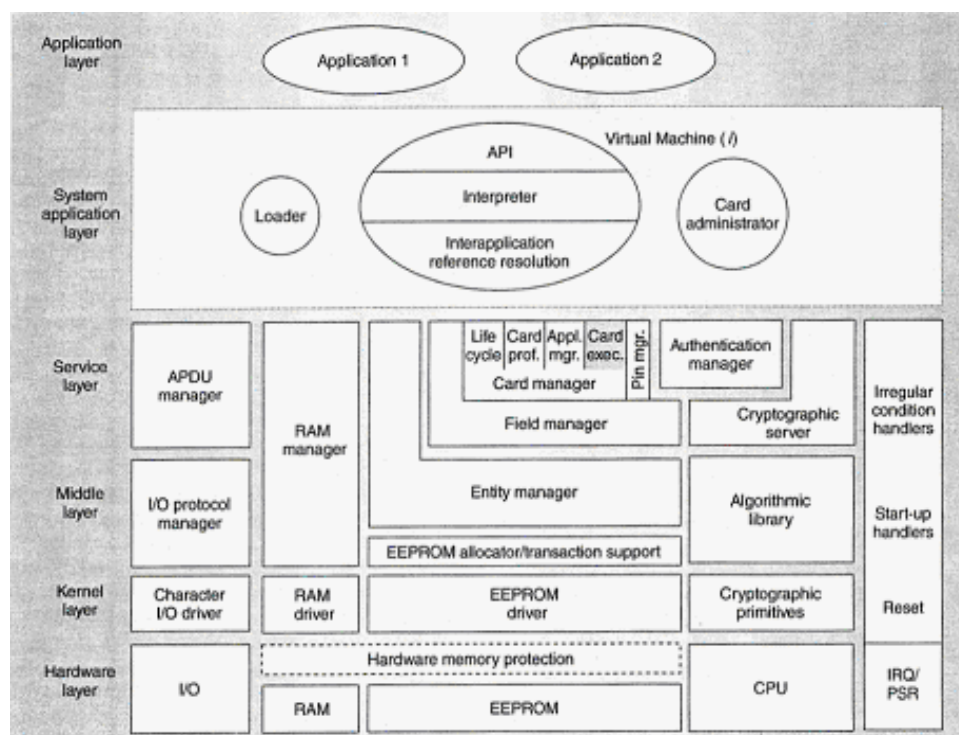 Application
layer
Application 1
Application 2
System
application
layer
Virtual Machine (i)
API
Interpreter
Interapplication
reference resolution
Loader
Card
administrator
Service
layer
APDU
manager
RAM
manager
Life
cycle
Card
prof.
Appl.
mgr.
Card
exec.
Pin mgr.
Card manager
Field manager
Authentication
manager
Cryptographic
server
Irregular
condition
handlers
Middle
layer
I/O protocol
manager
Entity manager
EEPROM allocator/transaction support
Algorithmic
library
Start-up
handlers
Kernel
layer
Character
I/O driver
RAM
driver
EEPROM
driver
Cryptographic
primitives
Reset
Hardware
layer
I/O
Hardware memory protection
RAM
EEPROM
CPU
IRQ/
PSR